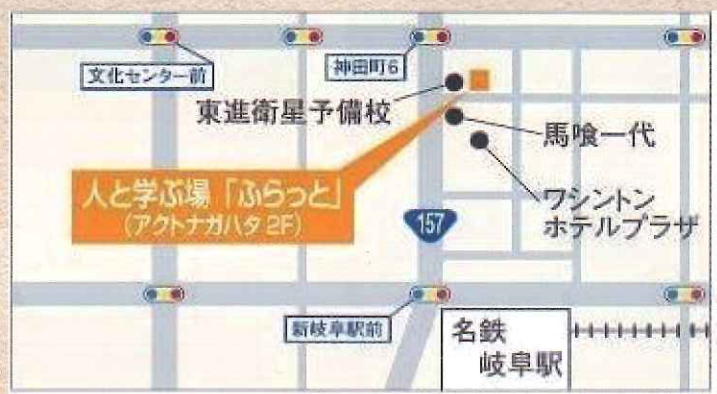 文化センター前
神田町6
東進衛星予備校
馬喰一代
人と学ぶ場「ふらっと」
(アクトナガハタ 2F)
ワシントン
ホテルプラザ
157
新岐阜駅前
名鉄
岐阜駅